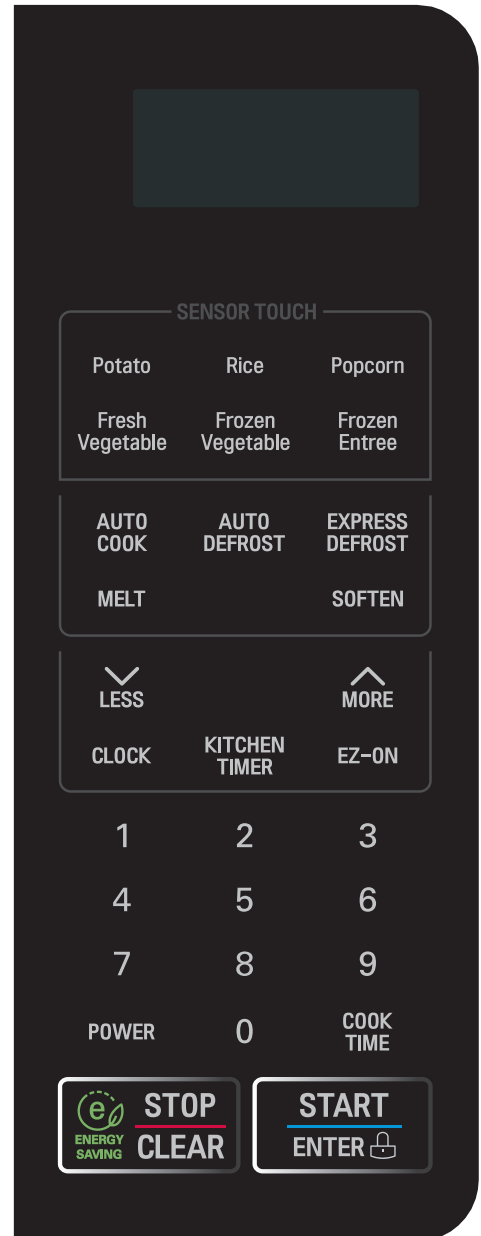 SENSOR TOUCH
Potato Rice Popcorn
Fresh Frozen Frozen
Vegetable Vegetable Entree
AUTO AUTO EXPRESS
COOK DEFROST DEFROST
MELT SOFTEN
LESS MORE
CLOCK KITCHEN TIMER EZ-ON
1 2 3
4 5 6
7 8 9
POWER 0 COOK TIME
e ENERGY SAVING STOP CLEAR
START ENTER